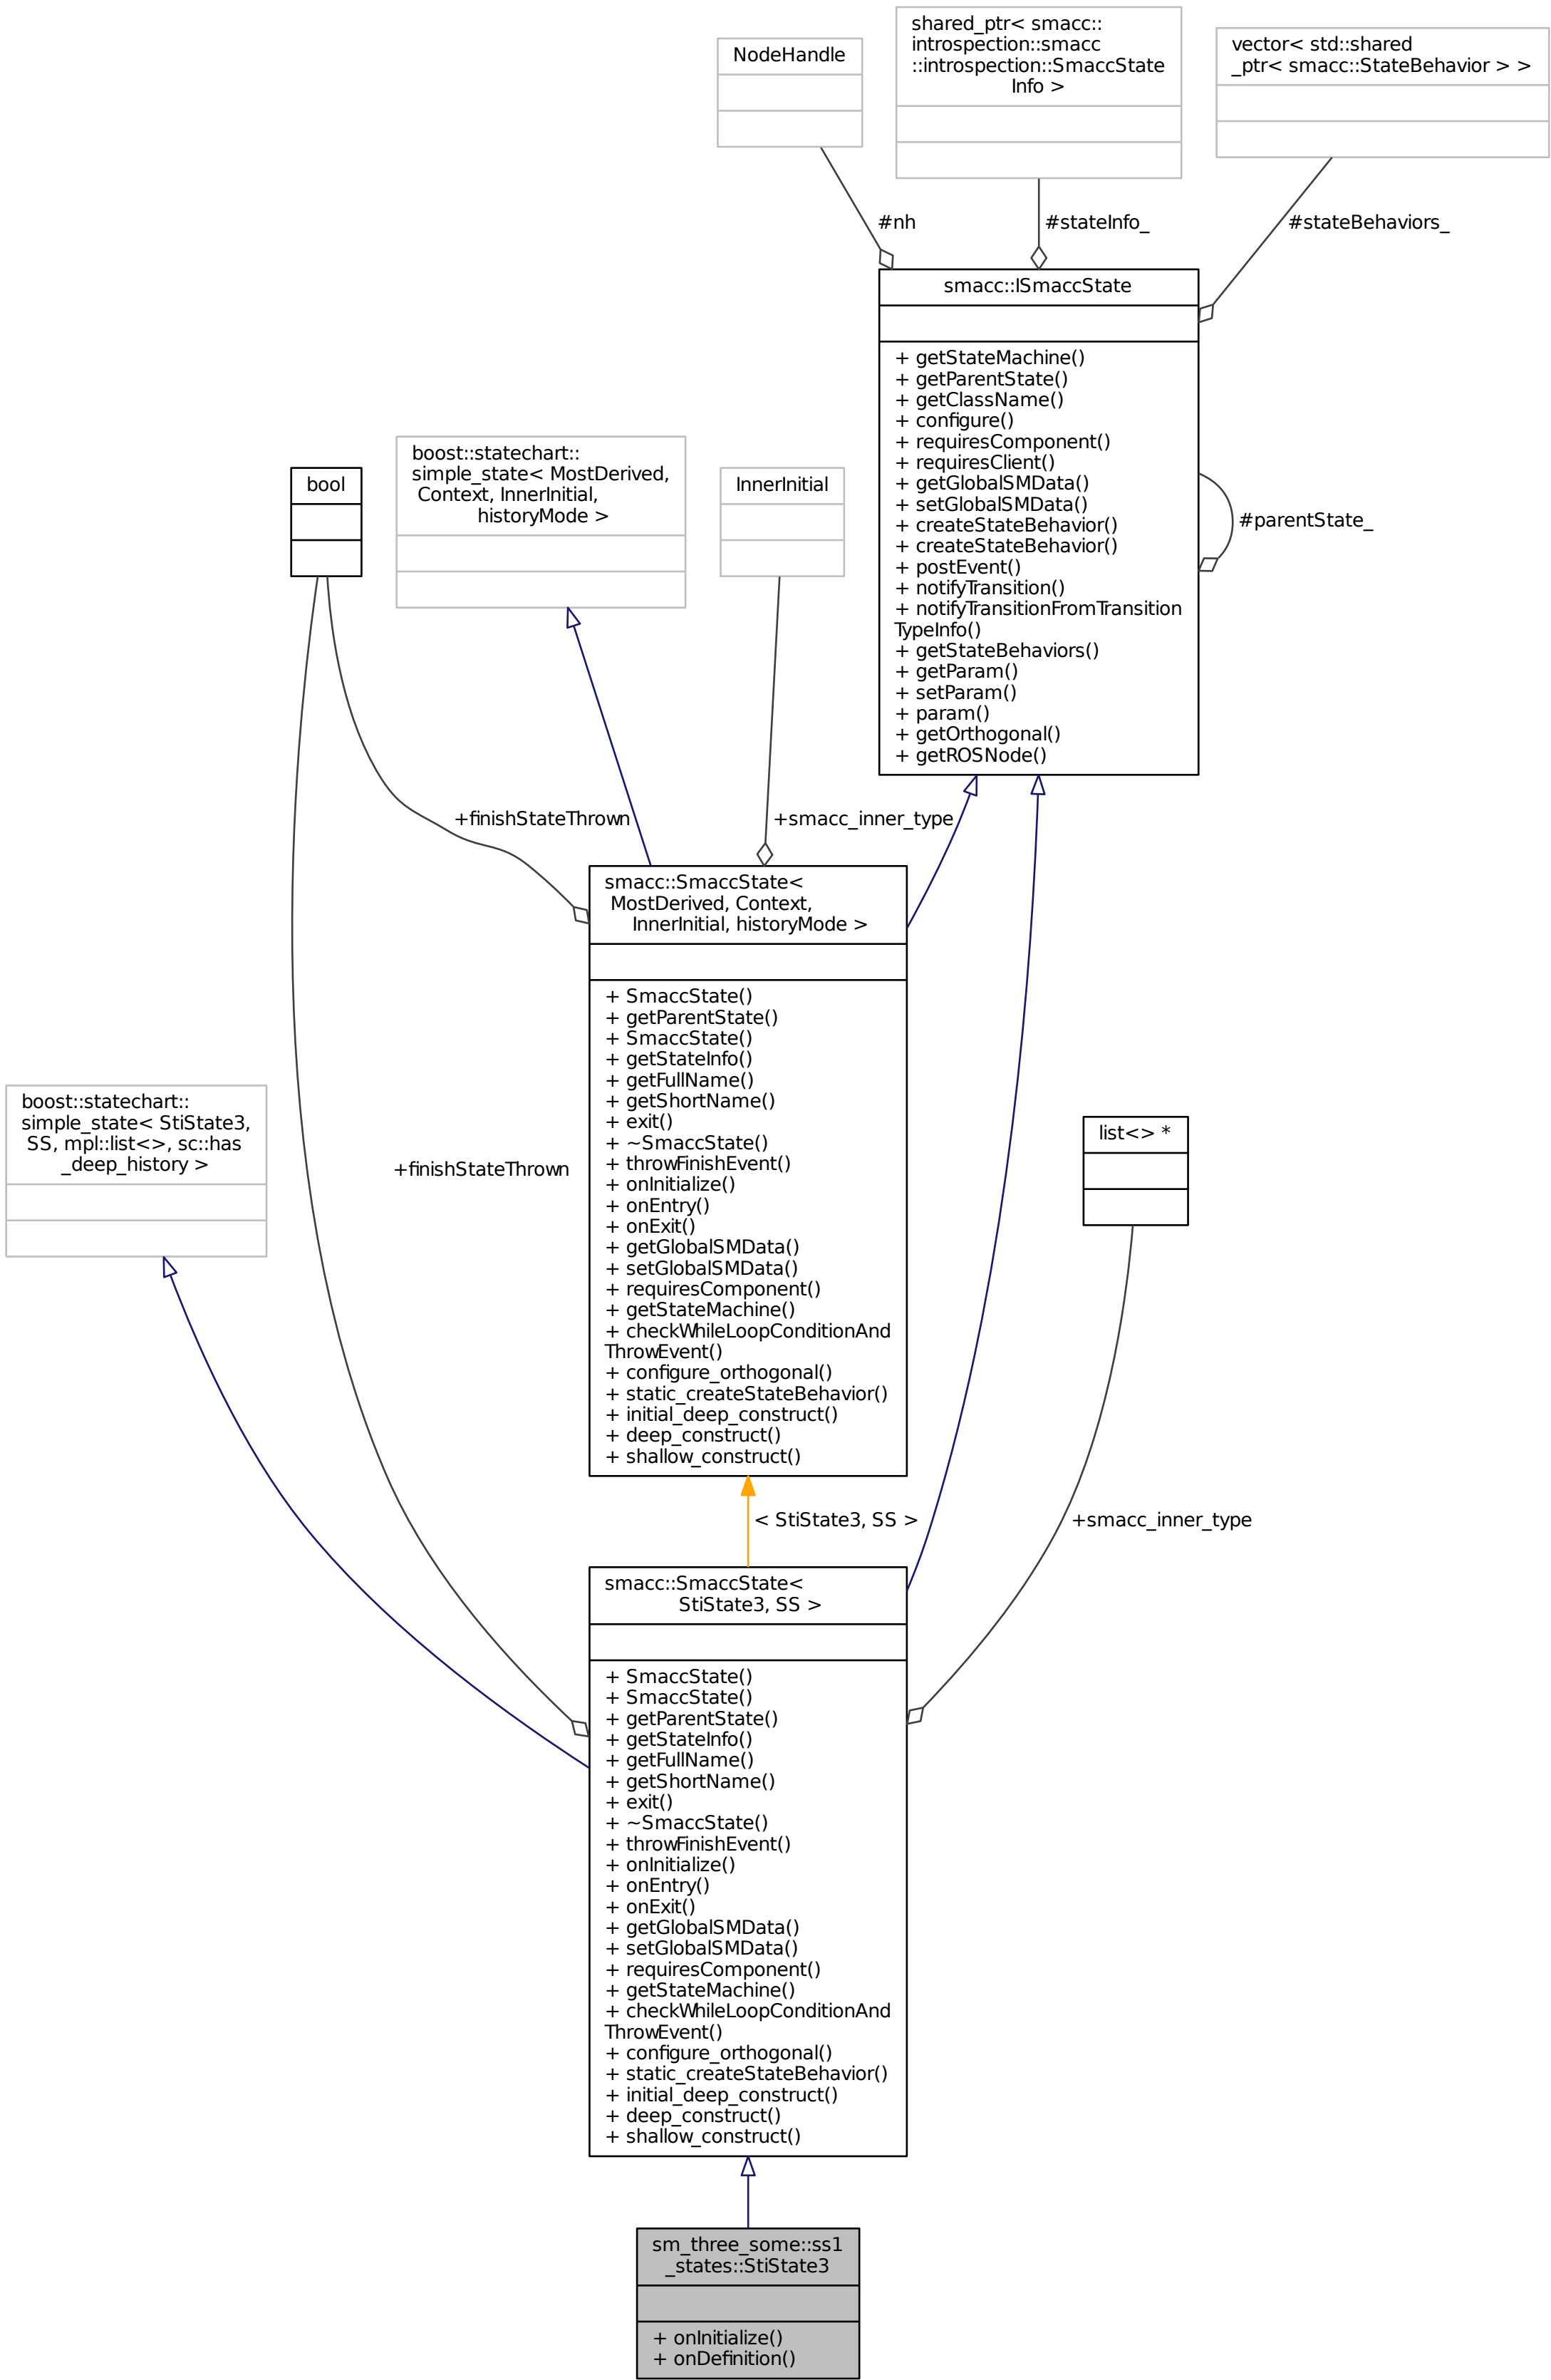 NodeHandle
shared_ptr< smacc::
introspection::smacc
::introspection::SmaccState
Info >
vector< std::shared
_ptr< smacc::StateBehavior > >
#nh
#stateInfo_
#stateBehaviors_
smacc::ISmaccState
+ getStateMachine()
+ getParentState()
+ getClassName()
+ configure()
+ requiresComponent()
+ requiresClient()
+ getGlobalSMData()
+ setGlobalSMData()
+ createStateBehavior()
+ createStateBehavior()
+ postEvent()
+ notifyTransition()
+ notifyTransitionFromTransition
TypeInfo()
+ getStateBehaviors()
+ getParam()
+ setParam()
+ param()
+ getOrthogonal()
+ getROSNode()
#parentState_
bool
boost::statechart::
simple_state< MostDerived,
Context, InnerInitial,
historyMode >
InnerInitial
+finishStateThrown
+smacc_inner_type
smacc::SmaccState<
MostDerived, Context,
InnerInitial, historyMode >
+ SmaccState()
+ getParentState()
+ SmaccState()
+ getStateInfo()
+ getFullName()
+ getShortName()
+ exit()
+ ~SmaccState()
+ throwFinishEvent()
+ onInitialize()
+ onEntry()
+ onExit()
+ getGlobalSMData()
+ setGlobalSMData()
+ requiresComponent()
+ getStateMachine()
+ checkWhileLoopConditionAnd
ThrowEvent()
+ configure_orthogonal()
+ static_createStateBehavior()
+ initial_deep_construct()
+ deep_construct()
+ shallow_construct()
boost::statechart::
simple_state< StiState3,
SS, mpl::list<>, sc::has
_deep_history >
+finishStateThrown
list<> *
< StiState3, SS >
+smacc_inner_type
smacc::SmaccState<
StiState3, SS >
+ SmaccState()
+ SmaccState()
+ getParentState()
+ getStateInfo()
+ getFullName()
+ getShortName()
+ exit()
+ ~SmaccState()
+ throwFinishEvent()
+ onInitialize()
+ onEntry()
+ onExit()
+ getGlobalSMData()
+ setGlobalSMData()
+ requiresComponent()
+ getStateMachine()
+ checkWhileLoopConditionAnd
ThrowEvent()
+ configure_orthogonal()
+ static_createStateBehavior()
+ initial_deep_construct()
+ deep_construct()
+ shallow_construct()
sm_three_some::ss1
_states::StiState3
+ onInitialize()
+ onDefinition()